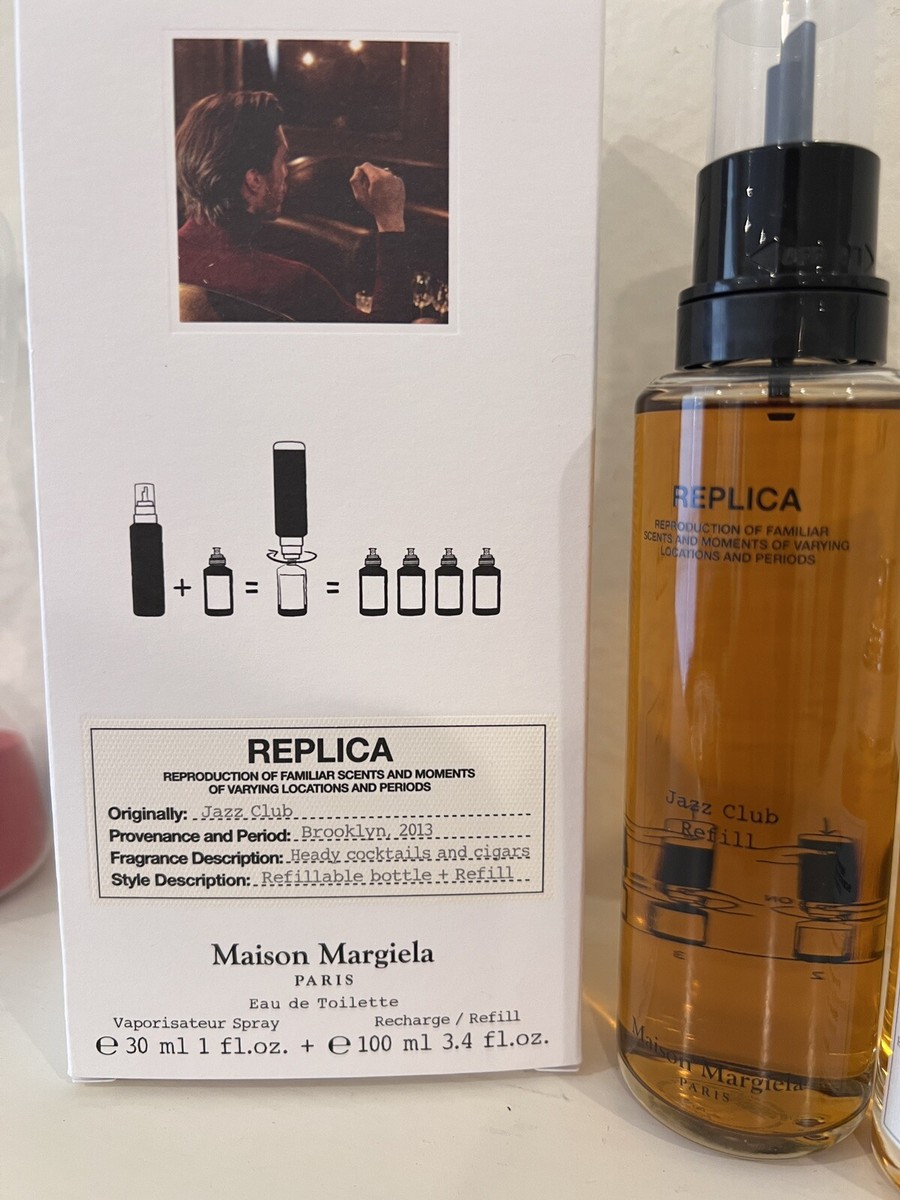 REPLICA
REPRODUCTION OF FAMILIAR SCENTS AND MOMENTS
OF VARYING LOCATIONS AND PERIODS
Originally: Jazz Club
Provenance and Period: Brooklyn, 2013
Fragrance Description: Heady cocktails and cigars
Style Description: Refillable bottle + Refill
Maison Margiela
PARIS
Eau de Toilette
Vaporisateur Spray Recharge / Refill
℮ 30 ml 1 fl.oz. + ℮ 100 ml 3.4 fl.oz.
REPLICA
REPRODUCTION OF FAMILIAR
SCENTS AND MOMENTS OF VARYING
LOCATIONS AND PERIODS
Jazz Club
Refill
Maison Margiela
PARIS